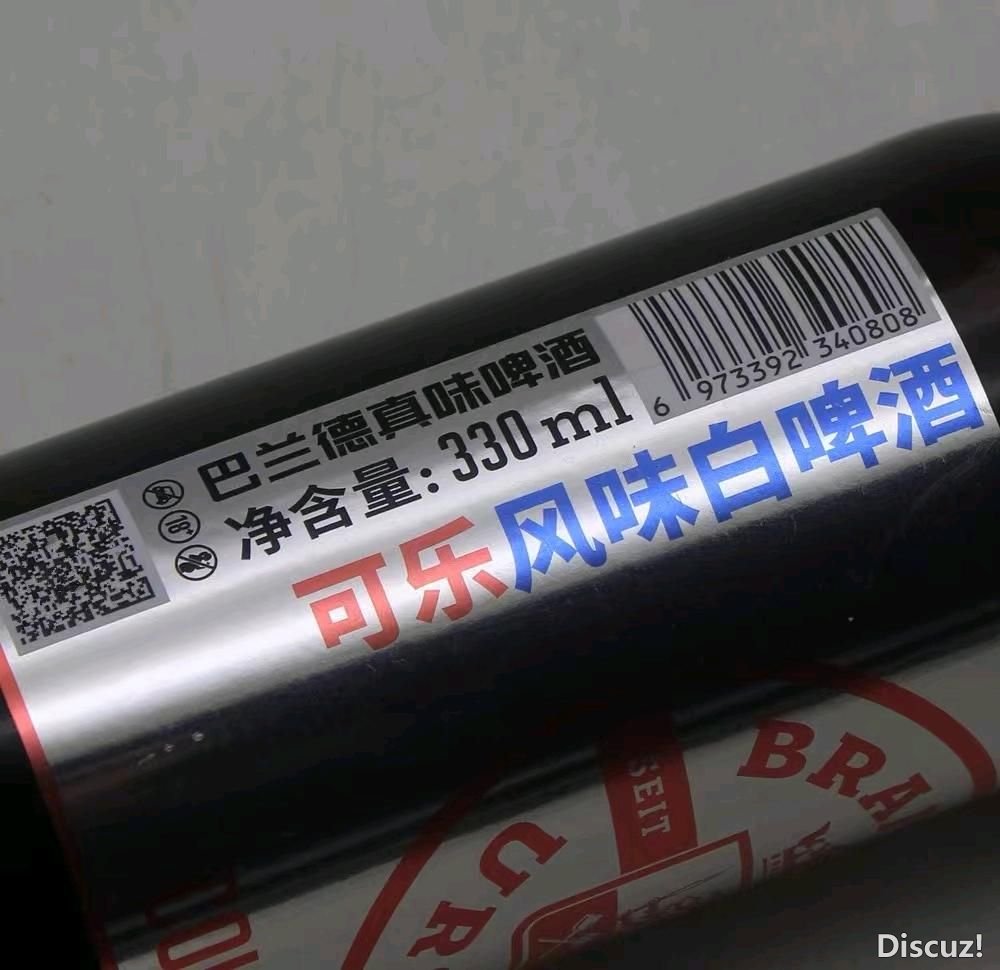 巴兰德真味啤酒
净含量:330ml
6 973392 340808
可乐风味白啤酒
SEIT
BRA
UR
Discuz!